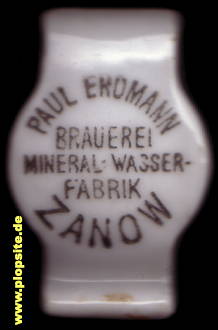 PAUL ERDMANN
BRAUEREI
MINERAL-WASSER-
FABRIK
ZANOW
© www.plopsite.de